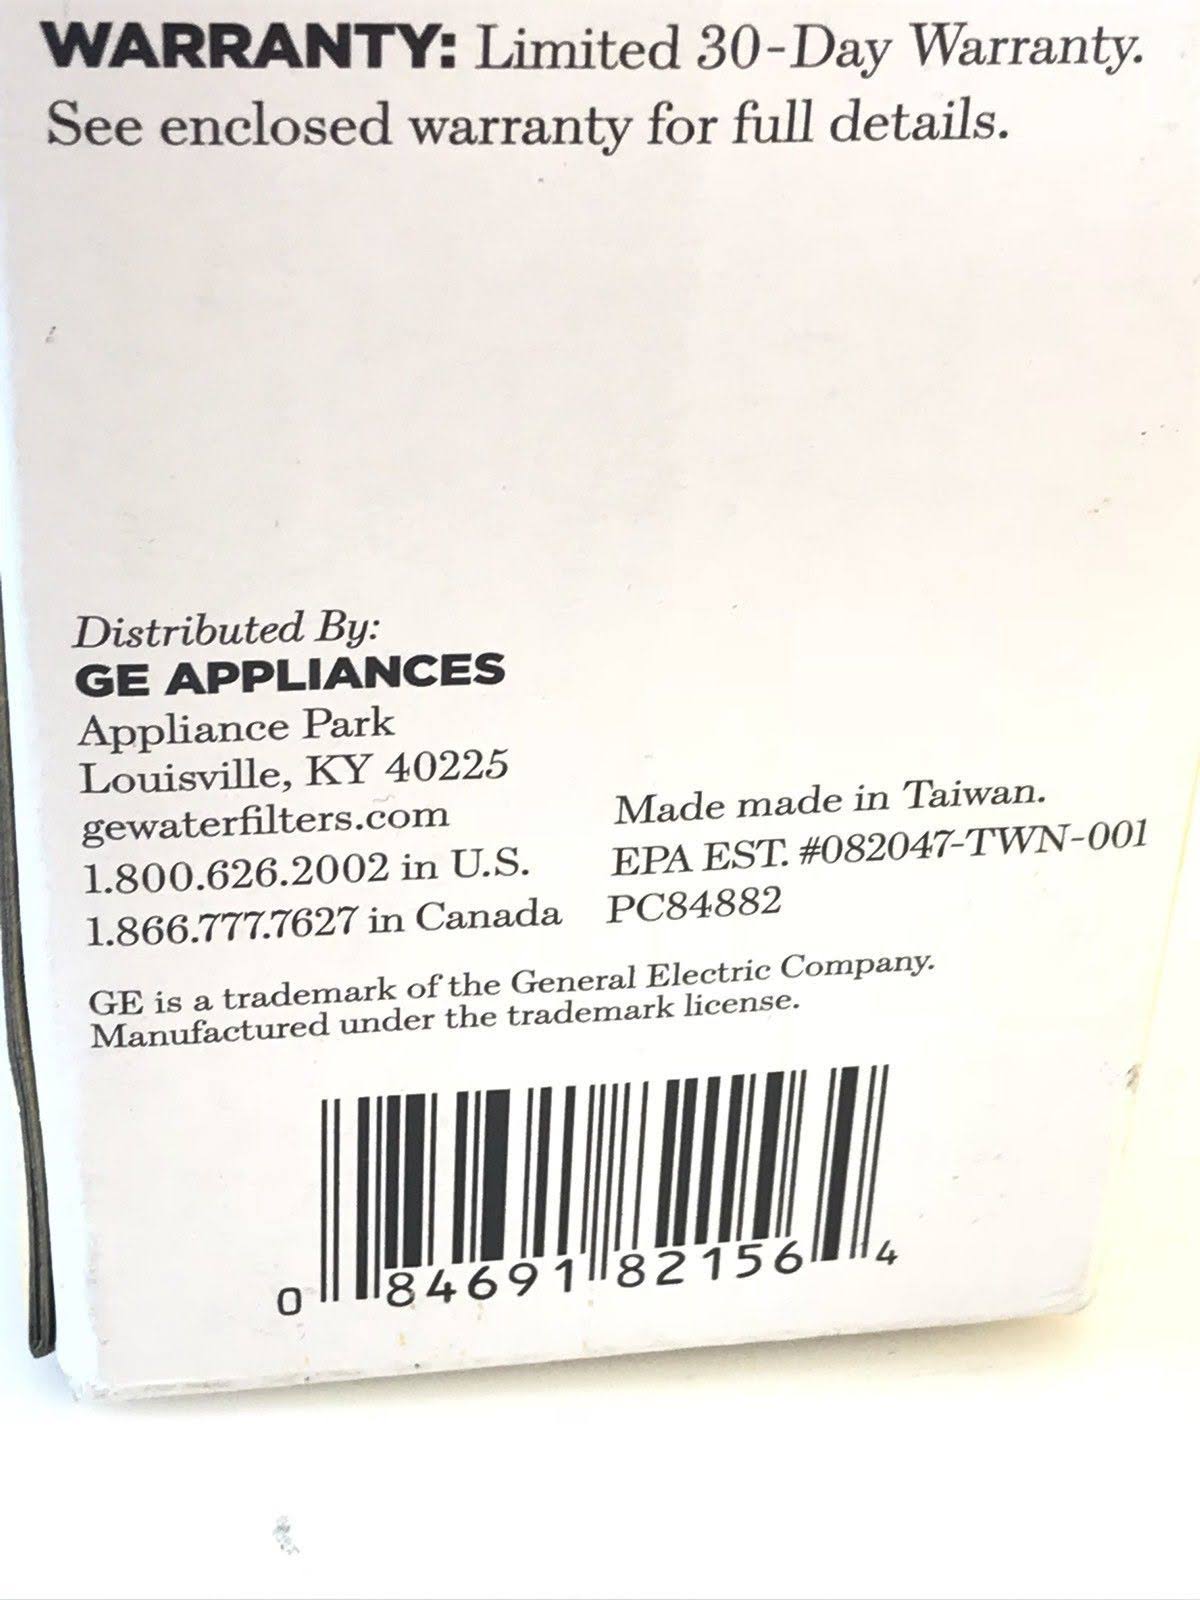 WARRANTY: Limited 30-Day Warranty.
See enclosed warranty for full details.
Distributed By:
GE APPLIANCES
Appliance Park
Louisville, KY 40225
gewaterfilters.com
1.800.626.2002 in U.S.
1.866.777.7627 in Canada
Made made in Taiwan.
EPA EST. #082047-TWN-001
PC84882
GE is a trademark of the General Electric Company.
Manufactured under the trademark license.
0 84691 82156 4